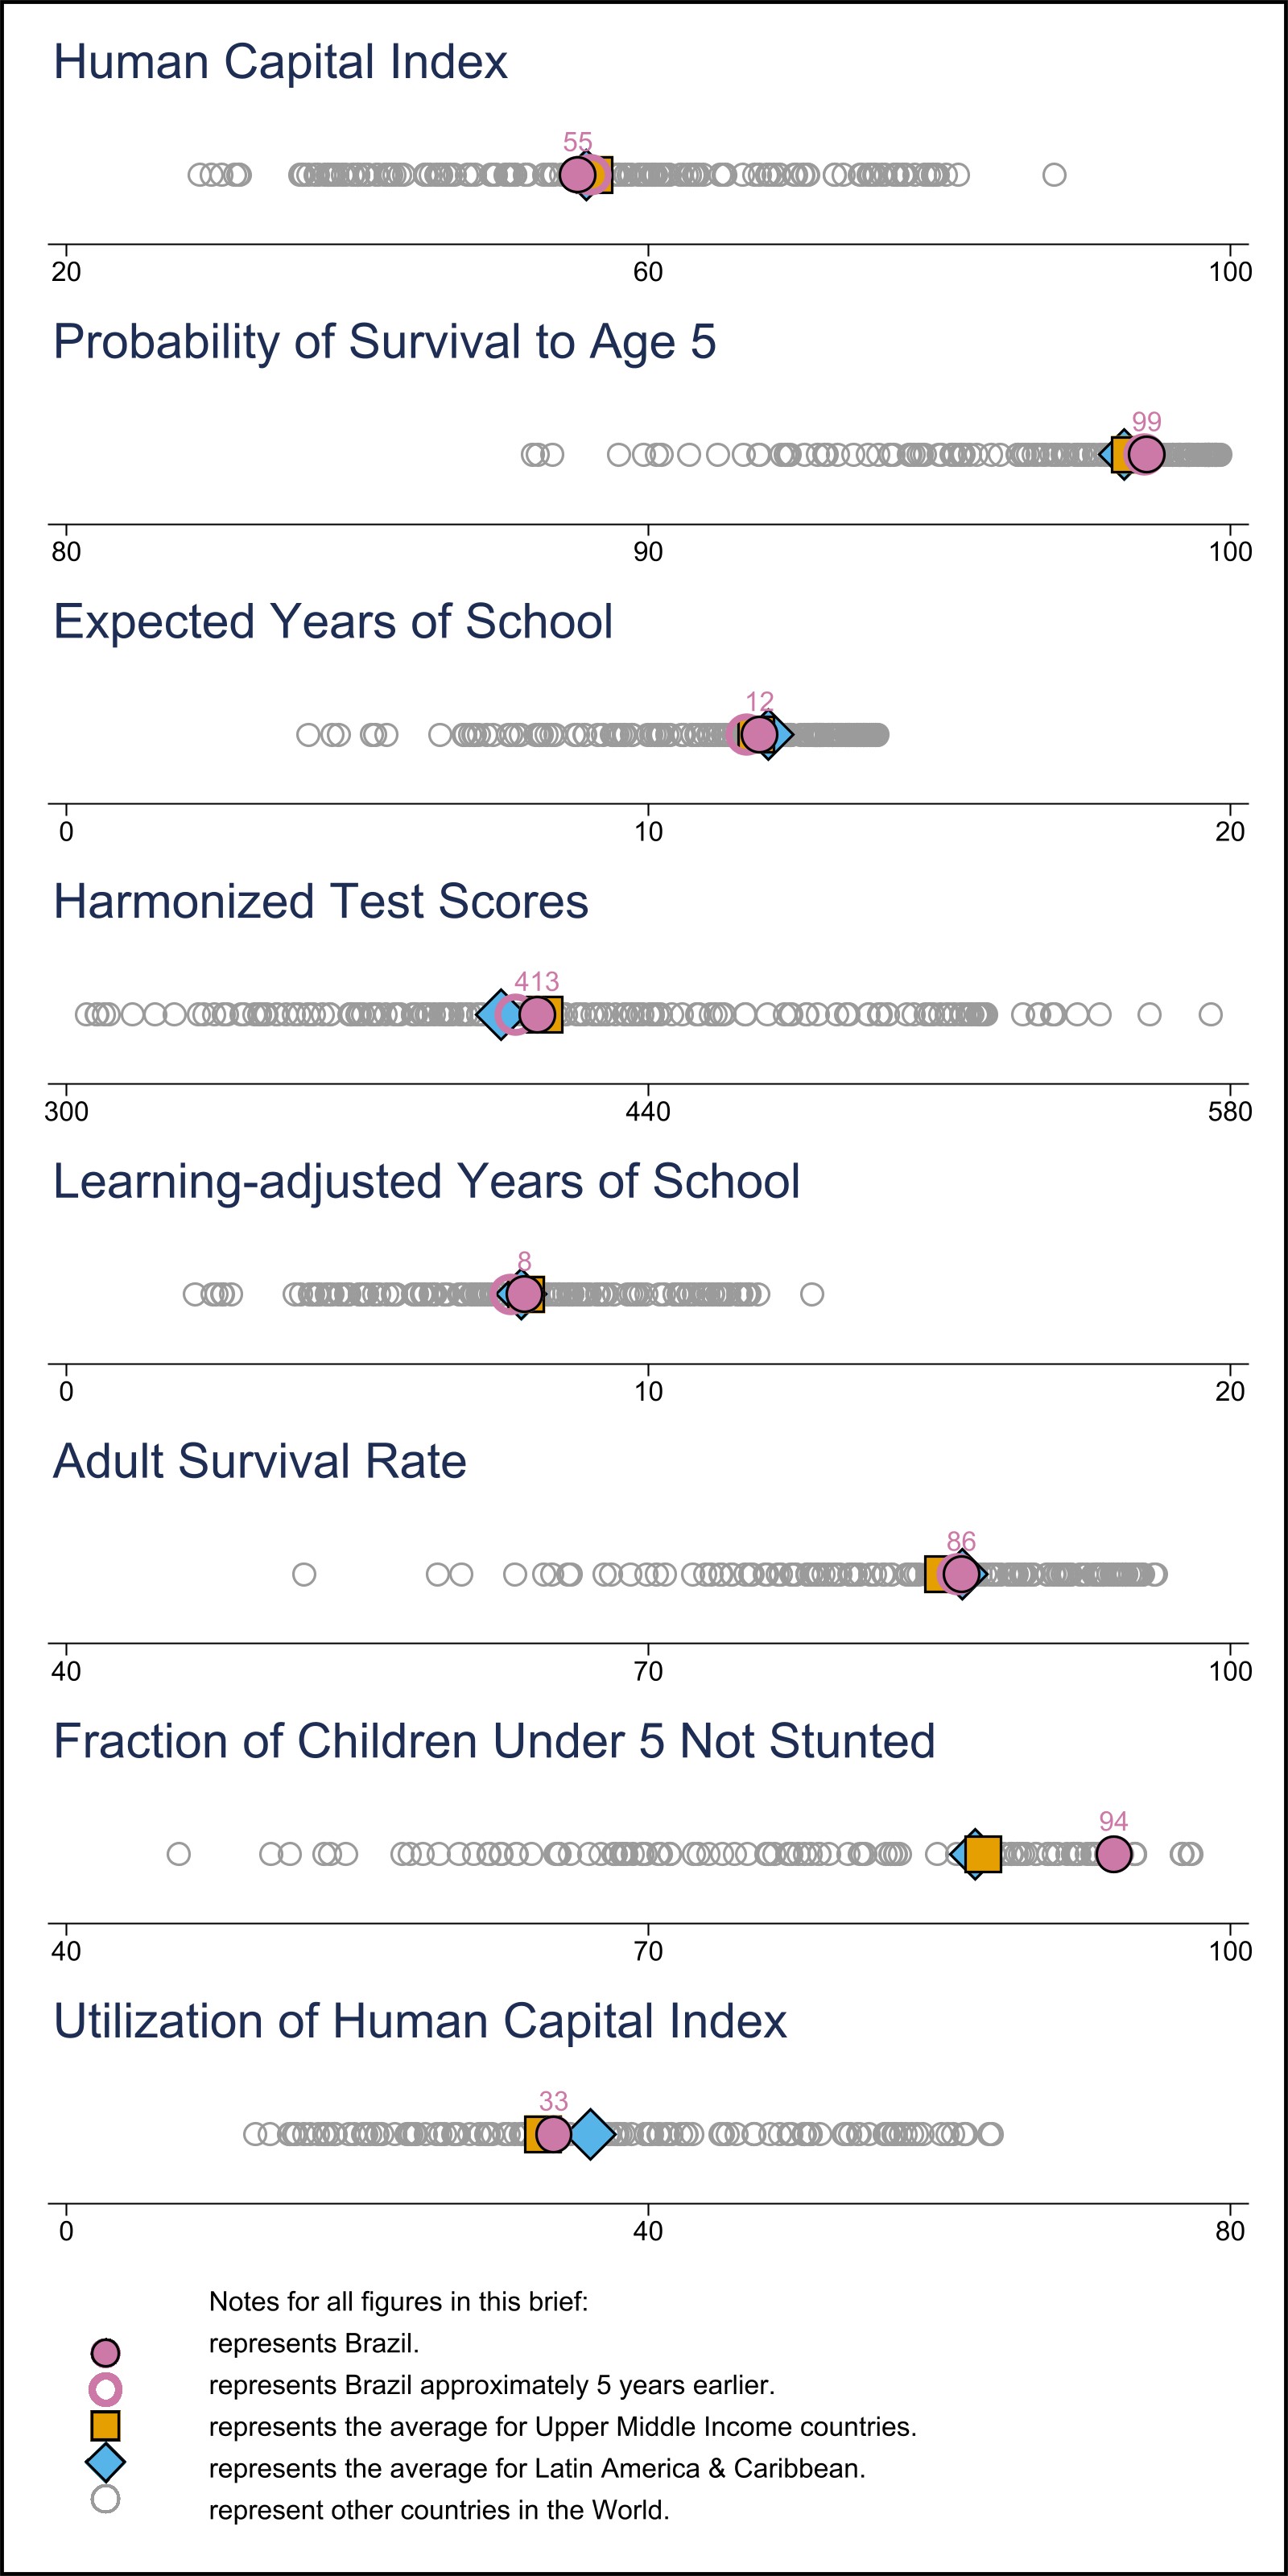 Human Capital Index
55
20 60 100
Probability of Survival to Age 5
99
80 90 100
Expected Years of School
12
0 10 20
Harmonized Test Scores
413
300 440 580
Learning-adjusted Years of School
8
0 10 20
Adult Survival Rate
86
40 70 100
Fraction of Children Under 5 Not Stunted
94
40 70 100
Utilization of Human Capital Index
33
0 40 80
Notes for all figures in this brief:
represents Brazil.
represents Brazil approximately 5 years earlier.
represents the average for Upper Middle Income countries.
represents the average for Latin America & Caribbean.
represent other countries in the World.